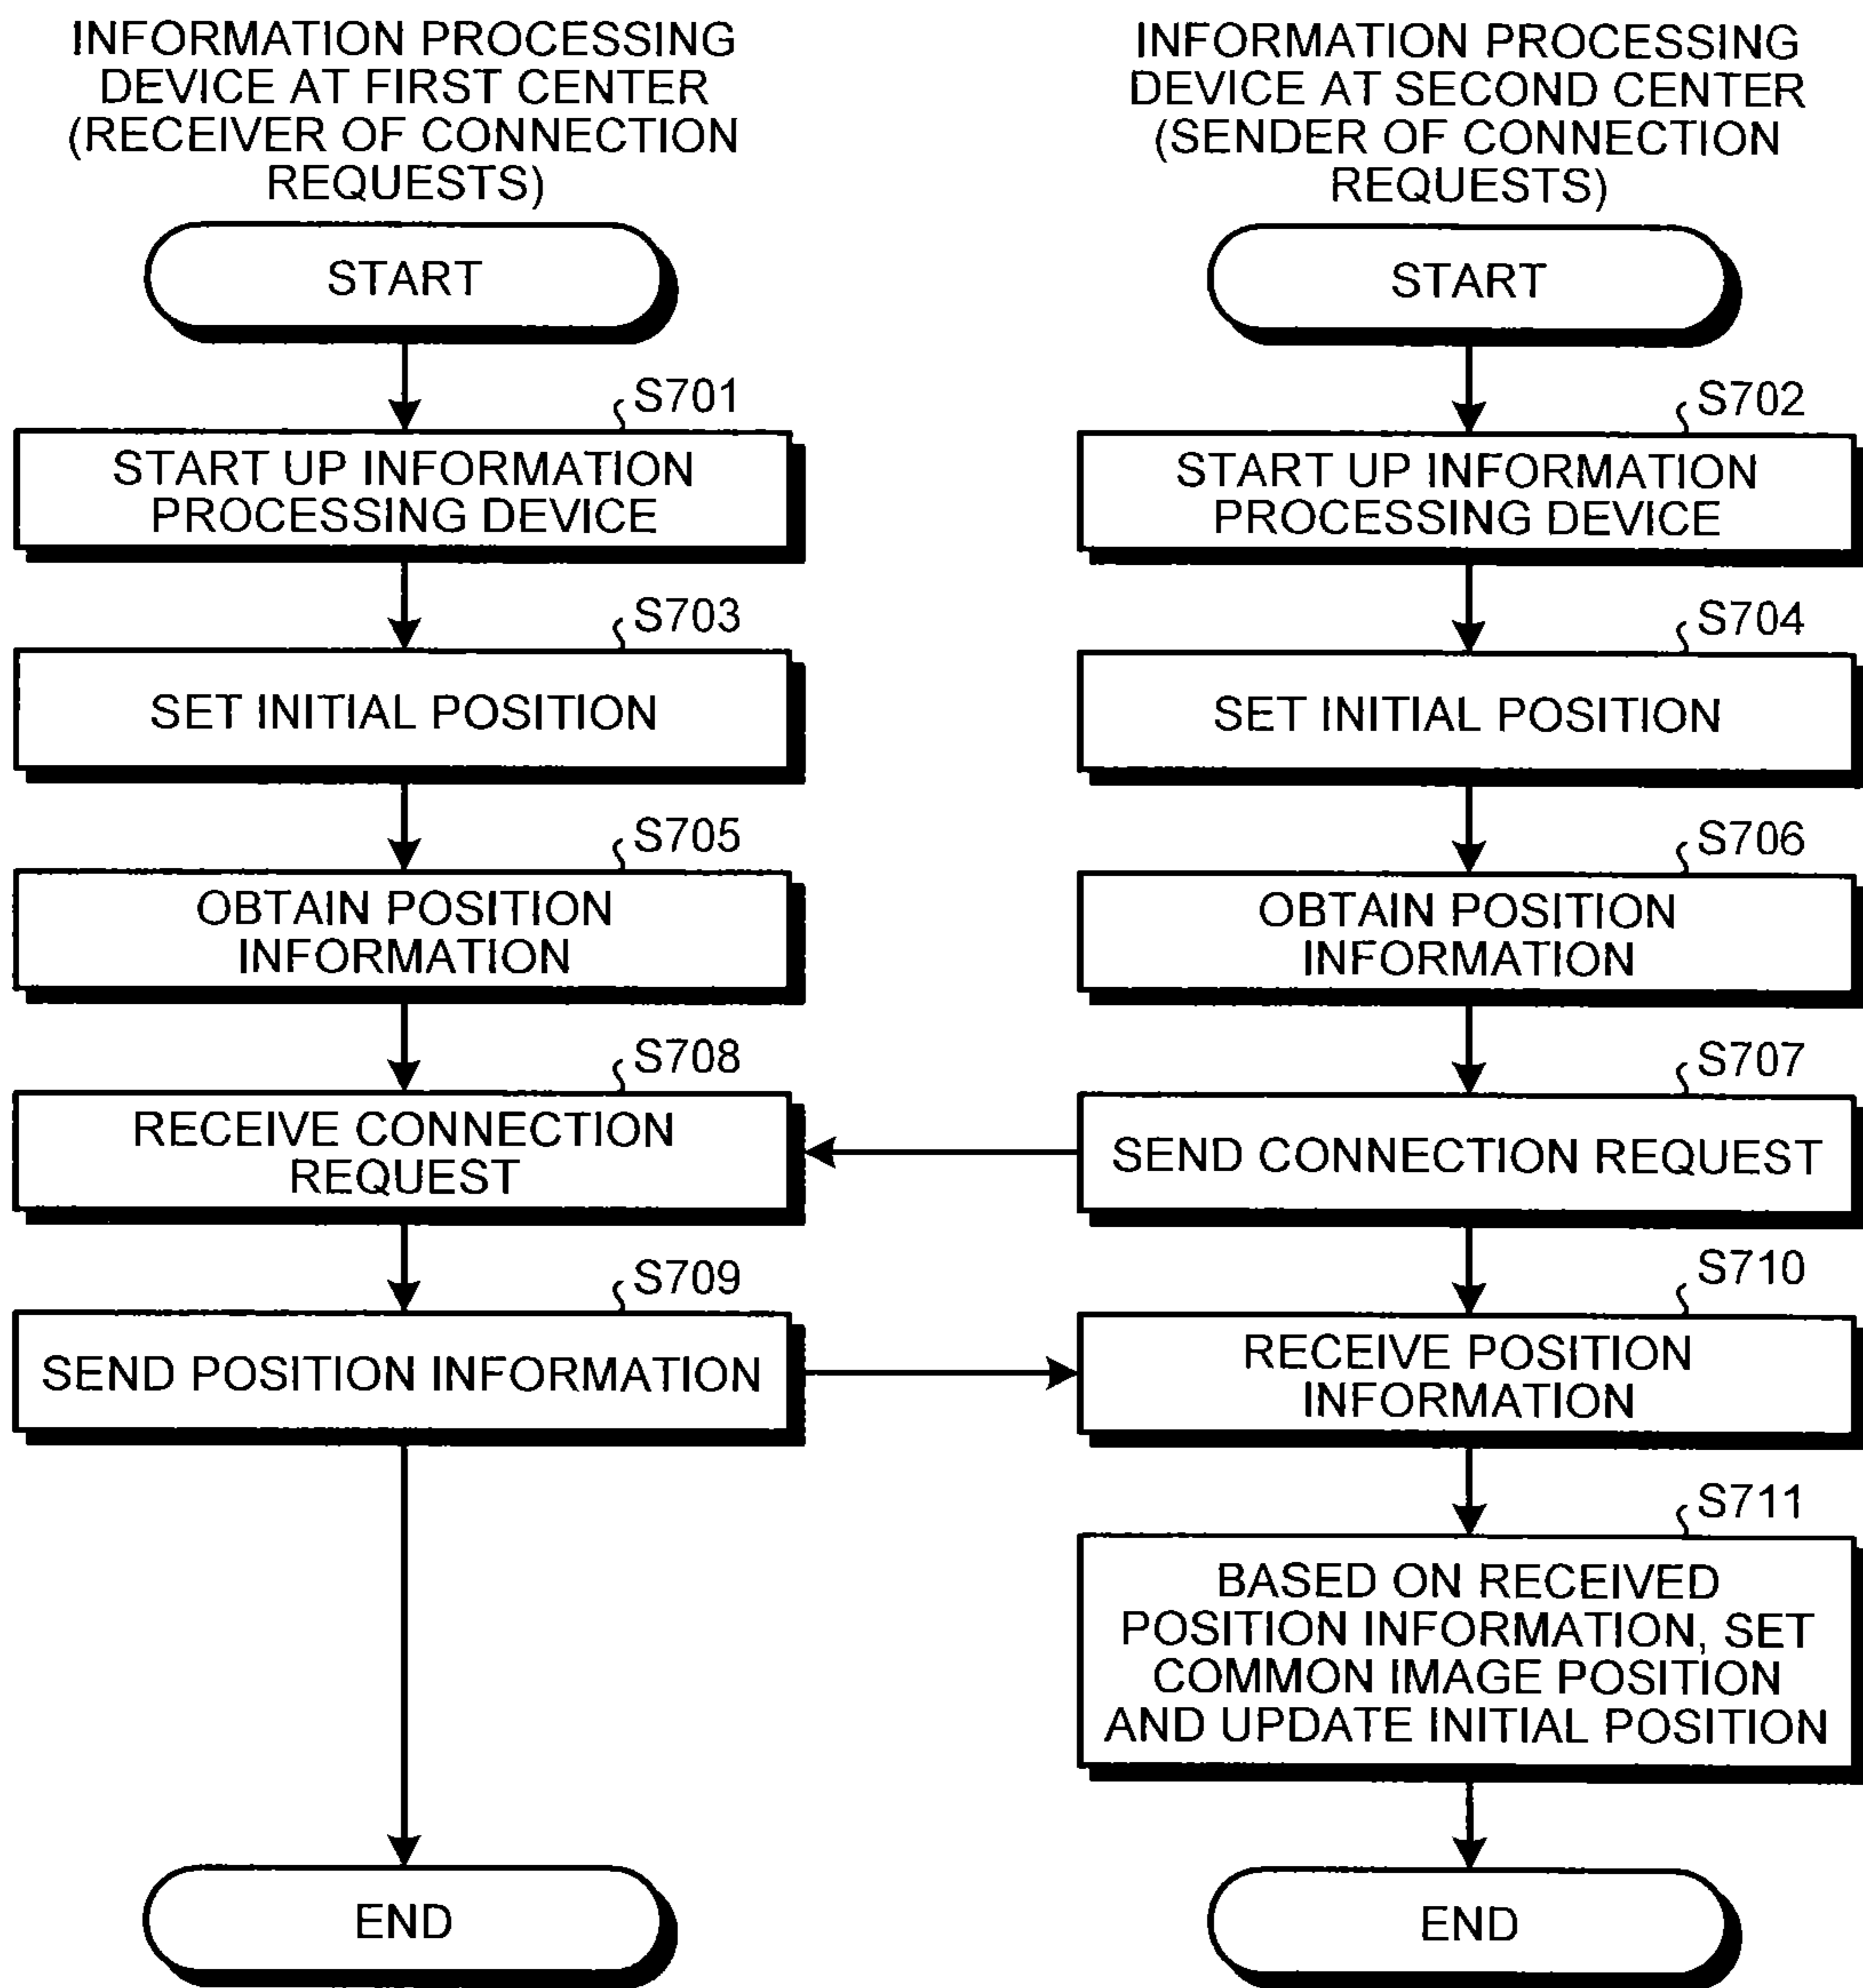 INFORMATION PROCESSING
DEVICE AT FIRST CENTER
(RECEIVER OF CONNECTION
REQUESTS)
START
S701
START UP INFORMATION
PROCESSING DEVICE
S703
SET INITIAL POSITION
S705
OBTAIN POSITION
INFORMATION
S708
RECEIVE CONNECTION
REQUEST
S709
SEND POSITION INFORMATION
END
INFORMATION PROCESSING
DEVICE AT SECOND CENTER
(SENDER OF CONNECTION
REQUESTS)
START
S702
START UP INFORMATION
PROCESSING DEVICE
S704
SET INITIAL POSITION
S706
OBTAIN POSITION
INFORMATION
S707
SEND CONNECTION REQUEST
S710
RECEIVE POSITION
INFORMATION
S711
BASED ON RECEIVED
POSITION INFORMATION, SET
COMMON IMAGE POSITION
AND UPDATE INITIAL POSITION
END